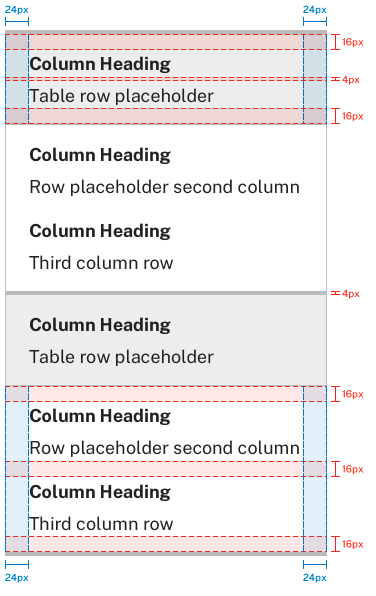 24px 24px
16px
Column Heading
4px
Table row placeholder
16px
Column Heading
Row placeholder second column
Column Heading
Third column row
4px
Column Heading
Table row placeholder
16px
Column Heading
Row placeholder second column
16px
Column Heading
Third column row
16px
24px 24px